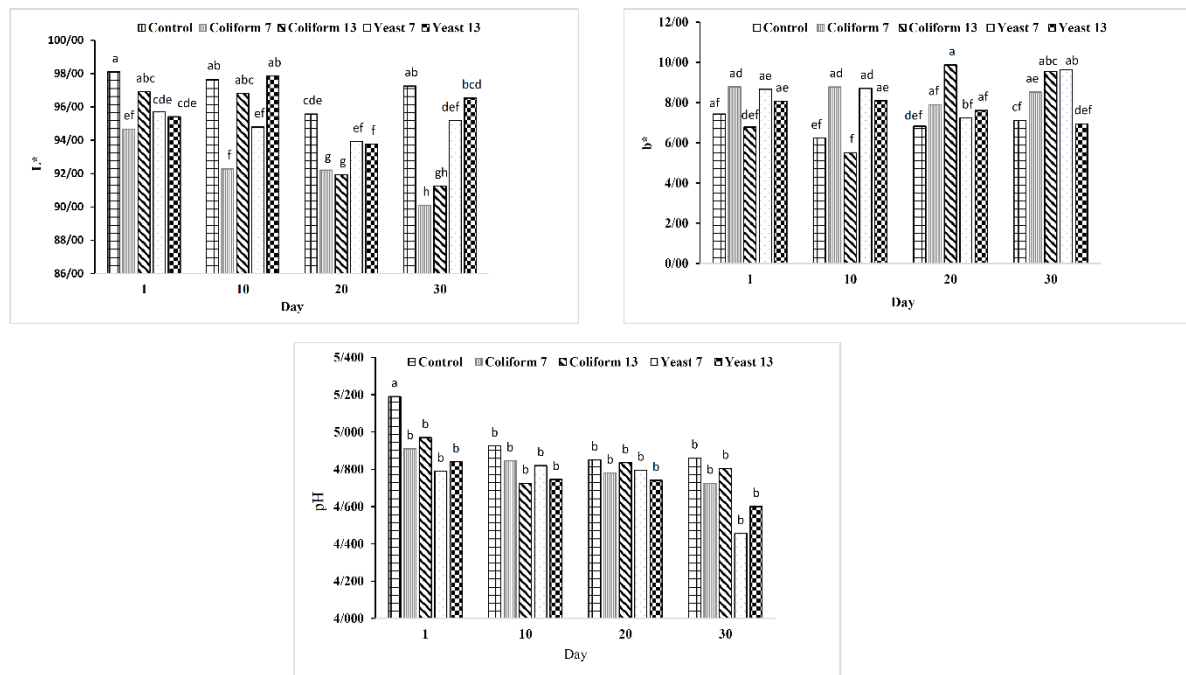 Control Coliform 7 Coliform 13 Yeast 7 Yeast 13
100/00
98/00
96/00
94/00
92/00
90/00
88/00
86/00
L*
a ef abc cde cde
ab f abc ef ab
cde g g ef f
ab h gh def bcd
1 10 20 30
Day
Control Coliform 7 Coliform 13 Yeast 7 Yeast 13
12/00
10/00
8/00
6/00
4/00
2/00
0/00
b*
af ad def ae ae
ef ad f ad ae
def af a bf af
cf ae abc ab def
1 10 20 30
Day
Control Coliform 7 Coliform 13 Yeast 7 Yeast 13
5/400
5/200
5/000
4/800
4/600
4/400
4/200
4/000
pH
a b b b b
b b b b b
b b b b b
b b b b b
1 10 20 30
Day